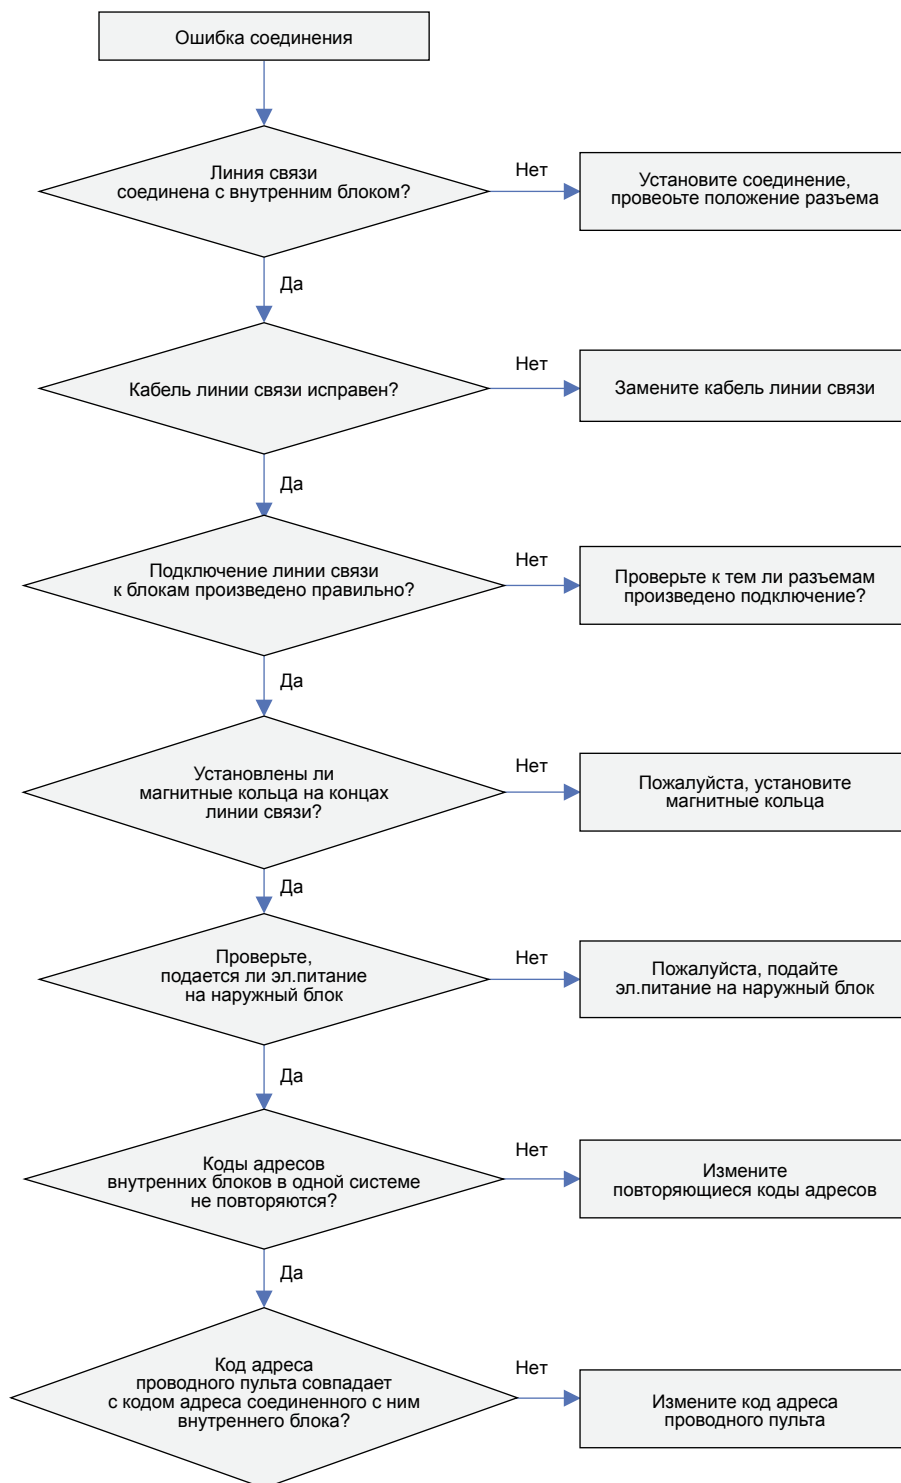 Ошибка соединения
Линия связи
соединена с внутренним блоком?
Нет
Установите соединение,
провеоьте положение разъема
Да
Кабель линии связи исправен?
Нет
Замените кабель линии связи
Да
Подключение линии связи
к блокам произведено правильно?
Нет
Проверьте к тем ли разъемам
произведено подключение?
Да
Установлены ли
магнитные кольца на концах
линии связи?
Нет
Пожалуйста, установите
магнитные кольца
Да
Проверьте,
подается ли эл.питание
на наружный блок
Нет
Пожалуйста, подайте
эл.питание на наружный блок
Да
Коды адресов
внутренних блоков в одной системе
не повторяются?
Нет
Измените
повторяющиеся коды адресов
Да
Код адреса
проводного пульта совпадает
с кодом адреса соединенного с ним
внутреннего блока?
Нет
Измените код адреса
проводного пульта